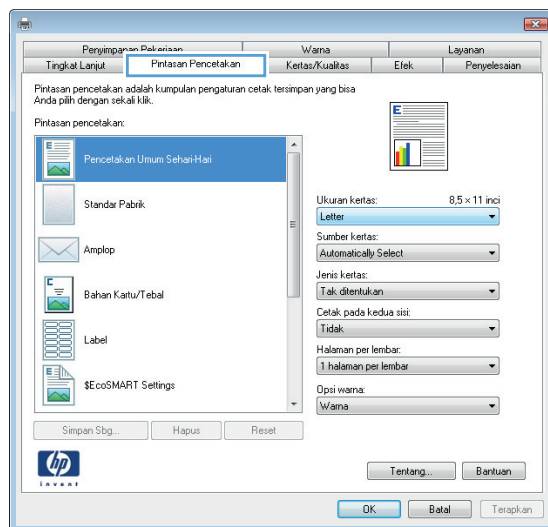 Penyimpanan Pekerjaan Warna Layanan
Tingkat Lanjut Pintasan Pencetakan Kertas/Kualitas Efek Penyelesaian
Pintasan pencetakan adalah kumpulan pengaturan cetak tersimpan yang bisa
Anda pilih dengan sekali klik.
Pintasan pencetakan:
Pencetakan Umum Sehari-Hari
Standar Pabrik
Amplop
Bahan Kartu/Tebal
Label
$EcoSMART Settings
Simpan Sbg... Hapus Reset
E
Ukuran kertas: 8,5 × 11 inci
Letter
Sumber kertas:
Automatically Select
Jenis kertas:
Tak ditentukan
Cetak pada kedua sisi:
Tidak
Halaman per lembar:
1 halaman per lembar
Opsi warna:
Warna
hp
invent
Tentang... Bantuan
OK Batal Terapkan